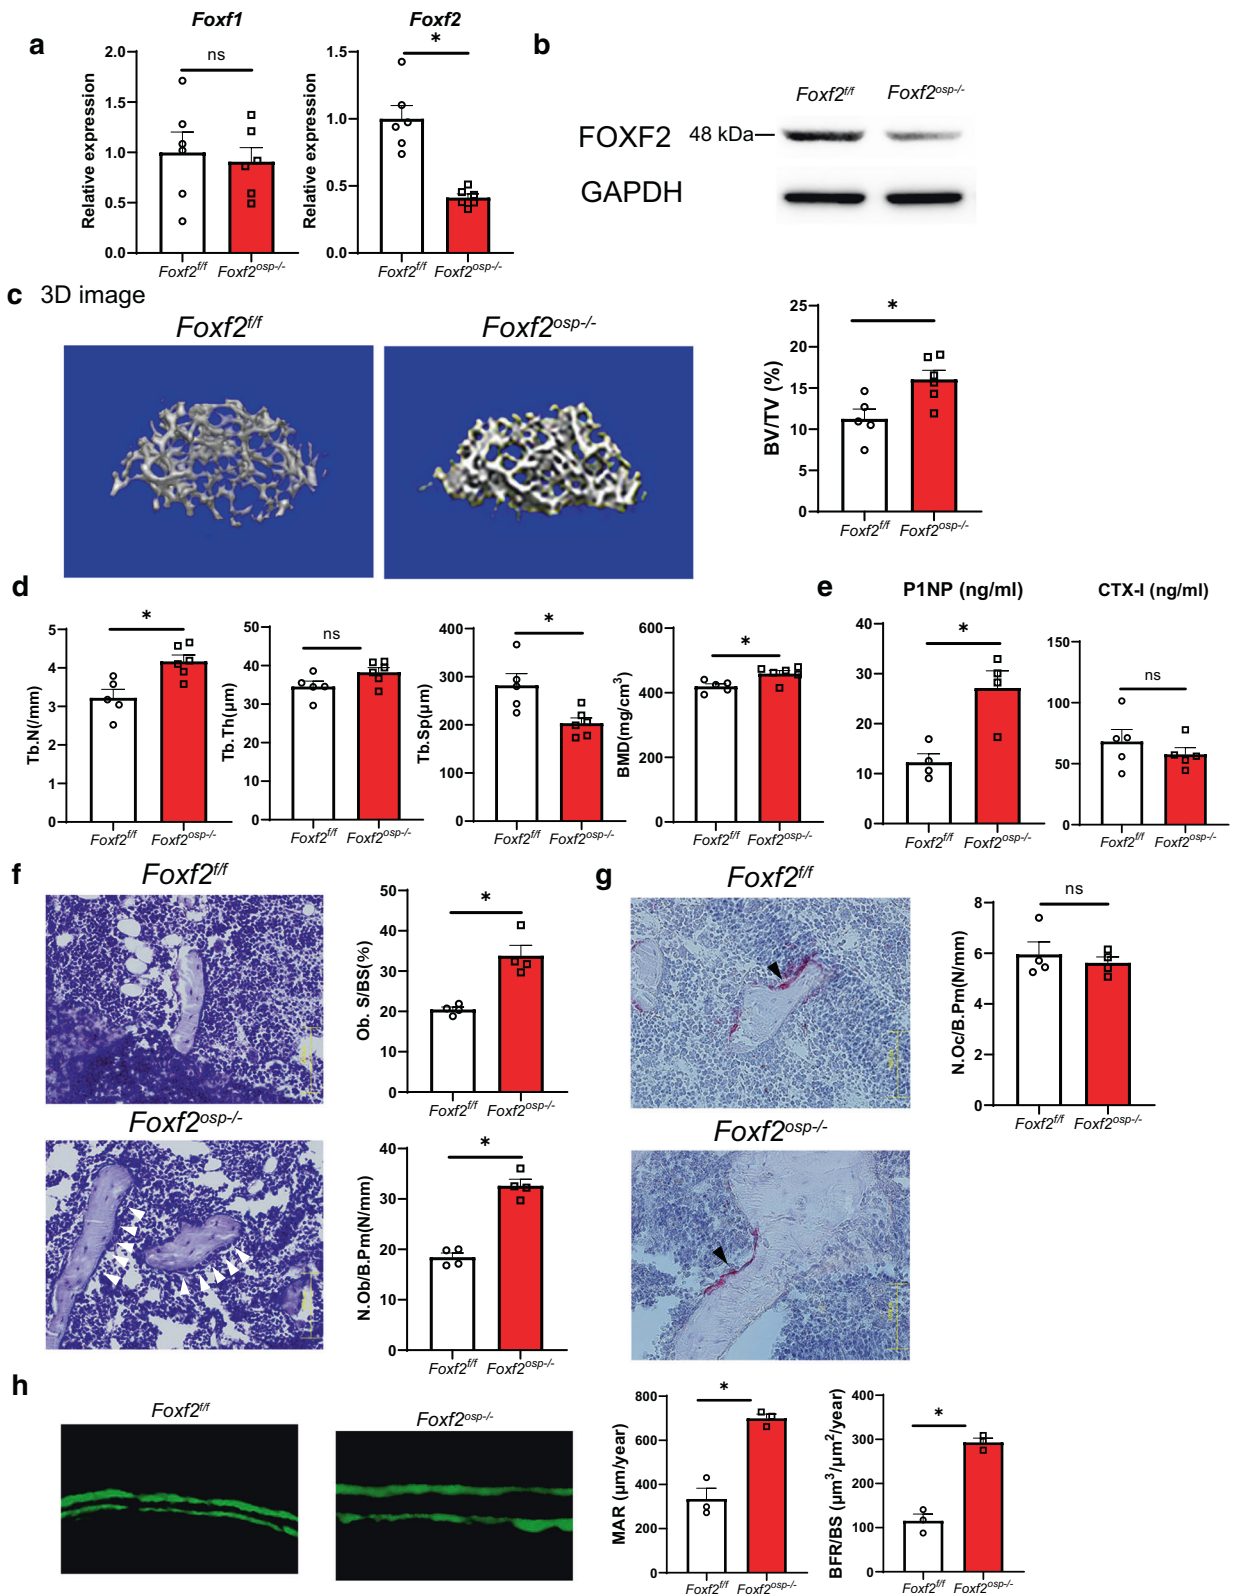 a
Foxf1
Relative expression
2.0
1.5
1.0
0.5
0.0
ns
Foxf2f/f
Foxf2osp-/-
Foxf2
Relative expression
1.5
1.0
0.5
0.0
*
Foxf2f/f
Foxf2osp-/-
b
Foxf2f/f
Foxf2osp-/-
FOXF2
48 kDa
GAPDH
c
3D image
Foxf2f/f
Foxf2osp-/-
BV/TV (%)
25
20
15
10
5
0
*
Foxf2f/f
Foxf2osp-/-
d
Tb.N(/mm)
5
4
3
2
1
0
*
Foxf2f/f
Foxf2osp-/-
Tb.Th(μm)
50
40
30
20
10
0
ns
Foxf2f/f
Foxf2osp-/-
Tb.Sp(μm)
400
300
200
100
0
*
Foxf2f/f
Foxf2osp-/-
BMD(mg/cm3)
600
400
200
0
*
Foxf2f/f
Foxf2osp-/-
e
P1NP (ng/ml)
40
30
20
10
0
*
Foxf2f/f
Foxf2osp-/-
CTX-I (ng/ml)
150
100
50
0
ns
Foxf2f/f
Foxf2osp-/-
f
Foxf2f/f
Foxf2osp-/-
Ob. S/BS(%)
50
40
30
20
10
0
*
Foxf2f/f
Foxf2osp-/-
N.Ob/B.Pm(N/mm)
40
30
20
10
0
*
Foxf2f/f
Foxf2osp-/-
g
Foxf2f/f
Foxf2osp-/-
N.Oc/B.Pm(N/mm)
8
6
4
2
0
ns
Foxf2f/f
Foxf2osp-/-
h
Foxf2f/f
Foxf2osp-/-
MAR (μm/year)
800
600
400
200
0
*
Foxf2f/f
Foxf2osp-/-
BFR/BS (μm3/μm2/year)
400
300
200
100
0
*
Foxf2f/f
Foxf2osp-/-